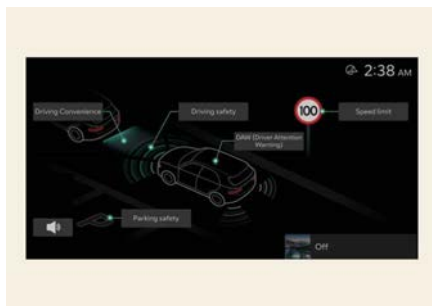 2:38 AM
Driving Convenience
Driving safety
100
Speed limit
DAW (Driver Attention
Warning)
Parking safety
Off